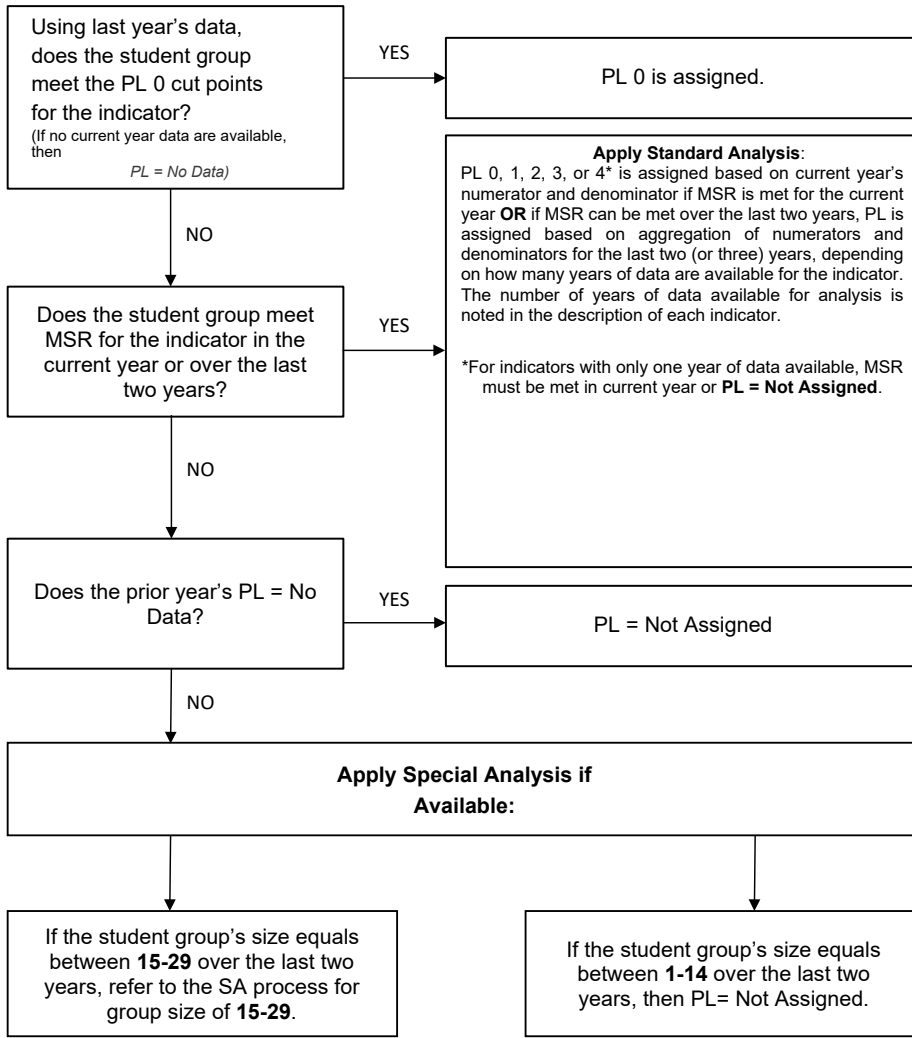 Using last year's data,
does the student group
meet the PL 0 cut points
for the indicator?
(If no current year data are available,
then
PL = No Data)
YES
PL 0 is assigned.
NO
Does the student group meet
MSR for the indicator in the
current year or over the last
two years?
YES
Apply Standard Analysis:
PL 0, 1, 2, 3, or 4* is assigned based on current year's
numerator and denominator if MSR is met for the current
year OR if MSR can be met over the last two years, PL is
assigned based on aggregation of numerators and
denominators for the last two (or three) years, depending
on how many years of data are available for the indicator.
The number of years of data available for analysis is
noted in the description of each indicator.
*For indicators with only one year of data available, MSR
must be met in current year or PL = Not Assigned.
NO
Does the prior year's PL = No
Data?
YES
PL = Not Assigned
NO
Apply Special Analysis if
Available:
If the student group's size equals
between 15-29 over the last two
years, refer to the SA process for
group size of 15-29.
If the student group's size equals
between 1-14 over the last two
years, then PL= Not Assigned.